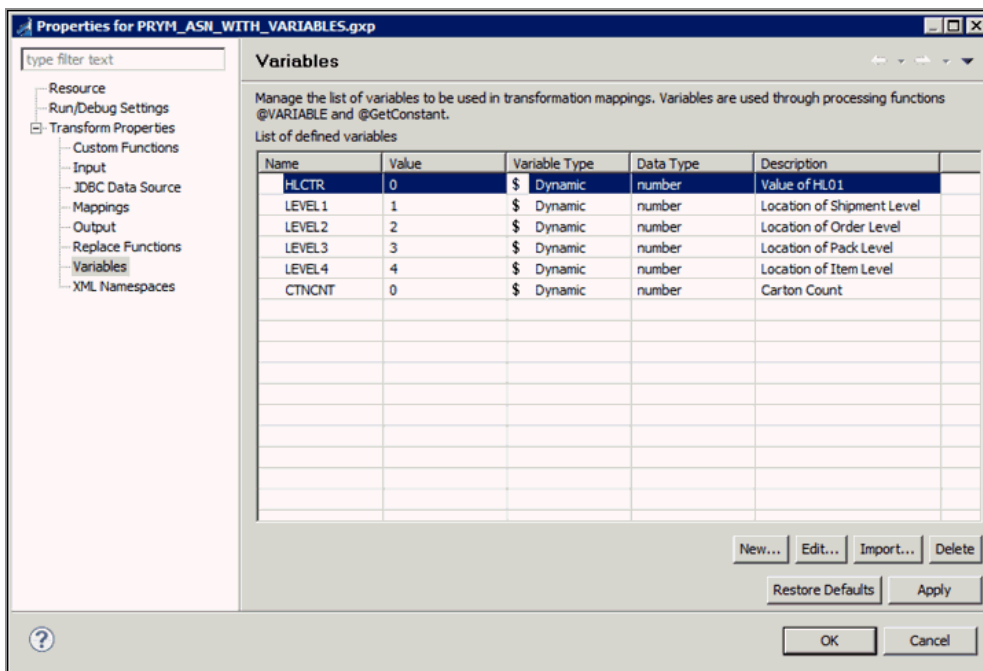 Properties for PRYM_ASN_WITH_VARIABLES.gxp
type filter text
Resource
Run/Debug Settings
Transform Properties
Custom Functions
Input
JDBC Data Source
Mappings
Output
Replace Functions
Variables
XML Namespaces
Variables
Manage the list of variables to be used in transformation mappings. Variables are used through processing functions
@VARIABLE and @GetConstant.
List of defined variables
Name Value Variable Type Data Type Description
HLCTR 0 $ Dynamic number Value of HL01
LEVEL1 1 $ Dynamic number Location of Shipment Level
LEVEL2 2 $ Dynamic number Location of Order Level
LEVEL3 3 $ Dynamic number Location of Pack Level
LEVEL4 4 $ Dynamic number Location of Item Level
CTNCNT 0 $ Dynamic number Carton Count
New... Edit... Import... Delete
Restore Defaults Apply
? OK Cancel